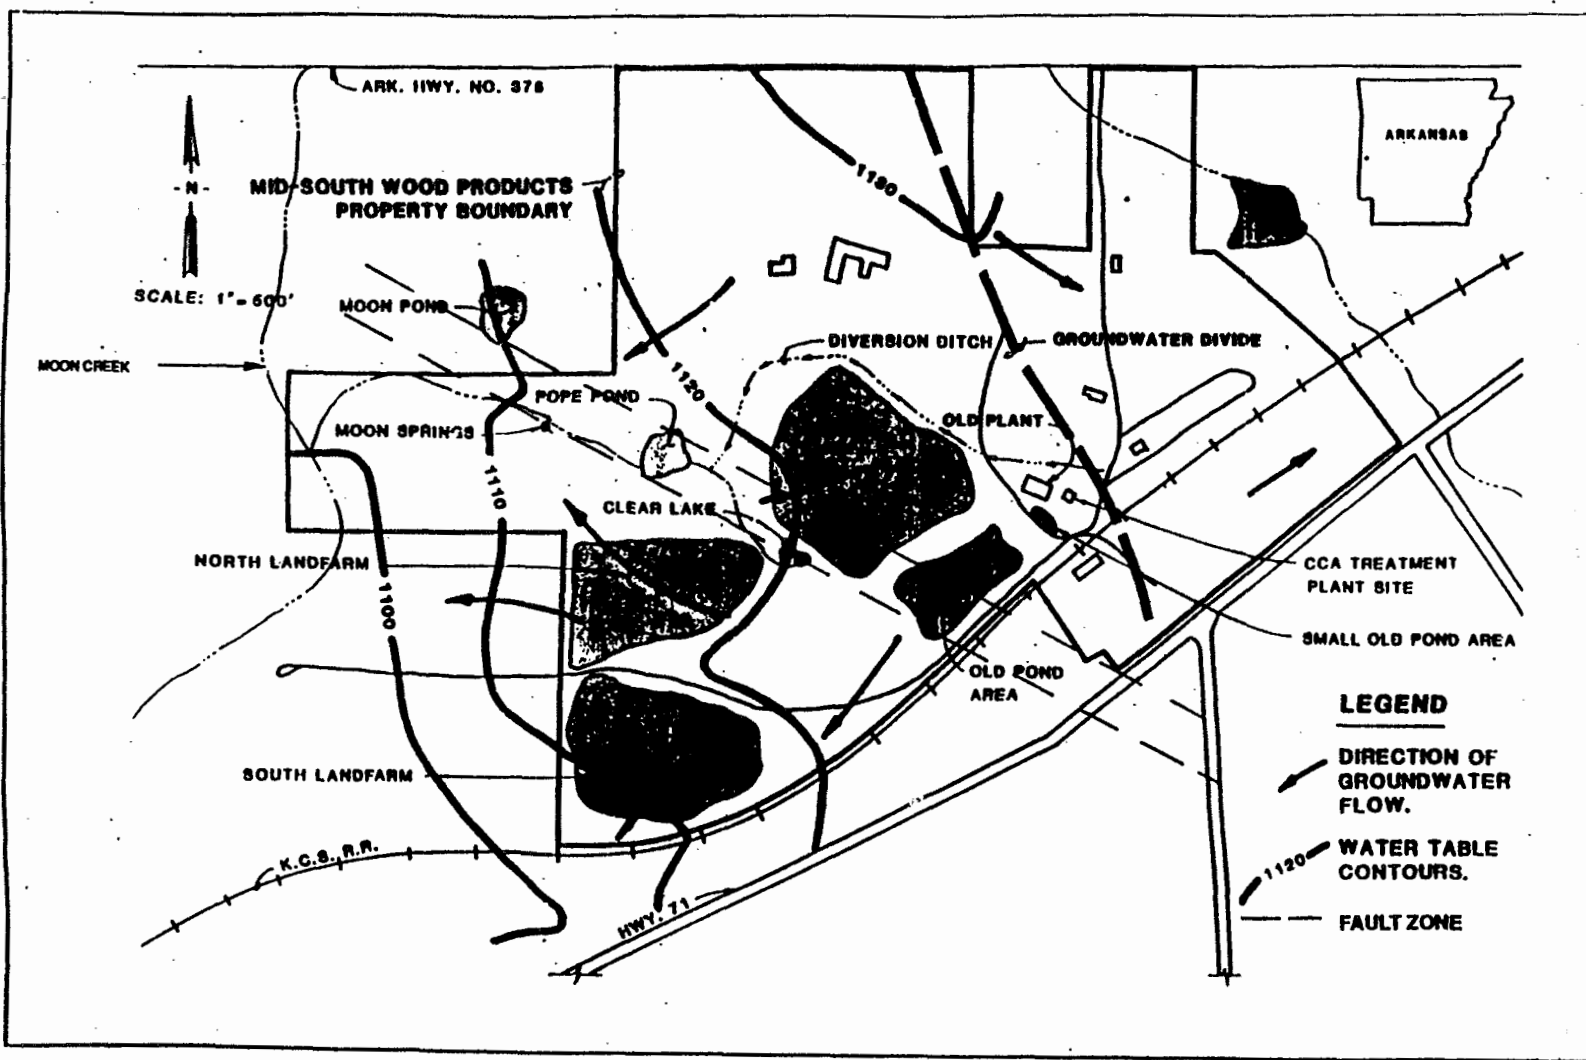 ARK. HWY. NO. 375
ARKANSAS
- N -
MID-SOUTH WOOD PRODUCTS
PROPERTY BOUNDARY
1130
SCALE: 1" = 600'
MOON POND
MOON CREEK
DIVERSION DITCH
GROUNDWATER DIVIDE
1120
POPE POND
OLD PLANT
MOON SPRINGS
1110
CLEAR LAKE
NORTH LANDFARM
1100
CCA TREATMENT
PLANT SITE
SMALL OLD POND AREA
OLD POND
AREA
SOUTH LANDFARM
K.C.S. R.R.
HWY. 71
LEGEND
DIRECTION OF
GROUNDWATER
FLOW.
1120
WATER TABLE
CONTOURS.
FAULT ZONE